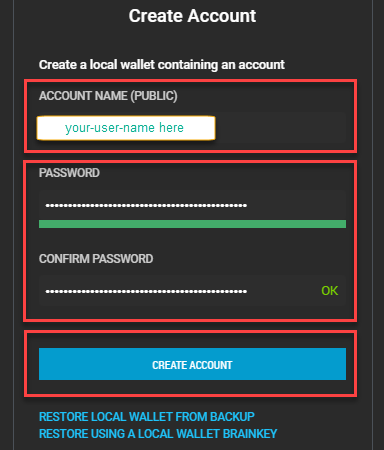 Create Account
Create a local wallet containing an account
ACCOUNT NAME (PUBLIC)
your-user-name here
PASSWORD
CONFIRM PASSWORD
OK
CREATE ACCOUNT
RESTORE LOCAL WALLET FROM BACKUP
RESTORE USING A LOCAL WALLET BRAINKEY